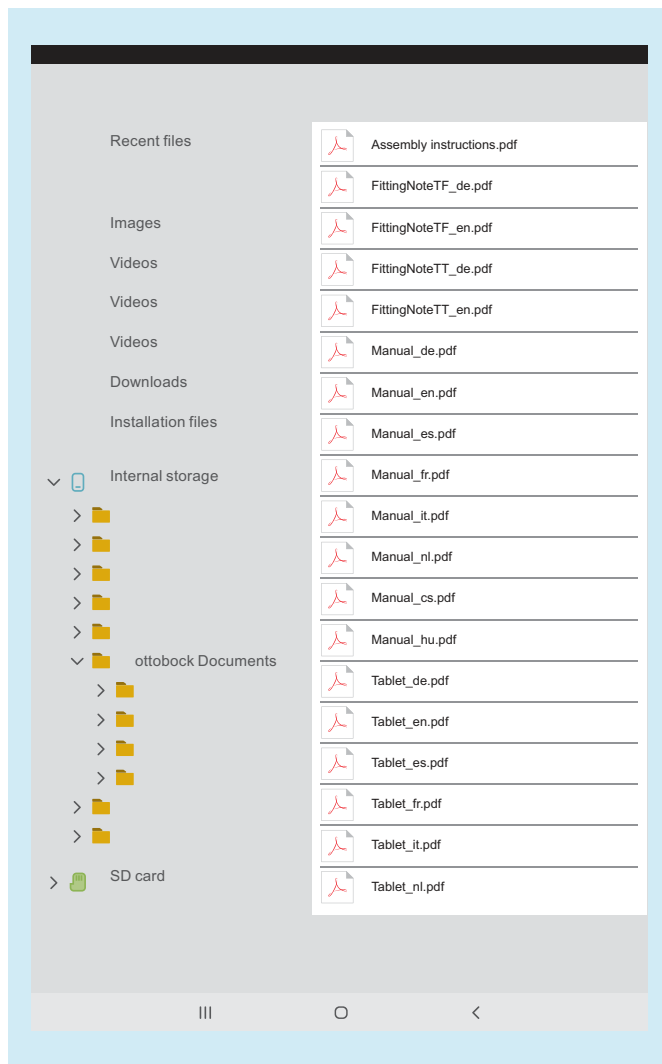 Recent files
Images
Videos
Videos
Videos
Downloads
Installation files
Internal storage
ottobock Documents
SD card
Assembly instructions.pdf
FittingNoteTF_de.pdf
FittingNoteTF_en.pdf
FittingNoteTT_de.pdf
FittingNoteTT_en.pdf
Manual_de.pdf
Manual_en.pdf
Manual_es.pdf
Manual_fr.pdf
Manual_it.pdf
Manual_nl.pdf
Manual_cs.pdf
Manual_hu.pdf
Tablet_de.pdf
Tablet_en.pdf
Tablet_es.pdf
Tablet_fr.pdf
Tablet_it.pdf
Tablet_nl.pdf